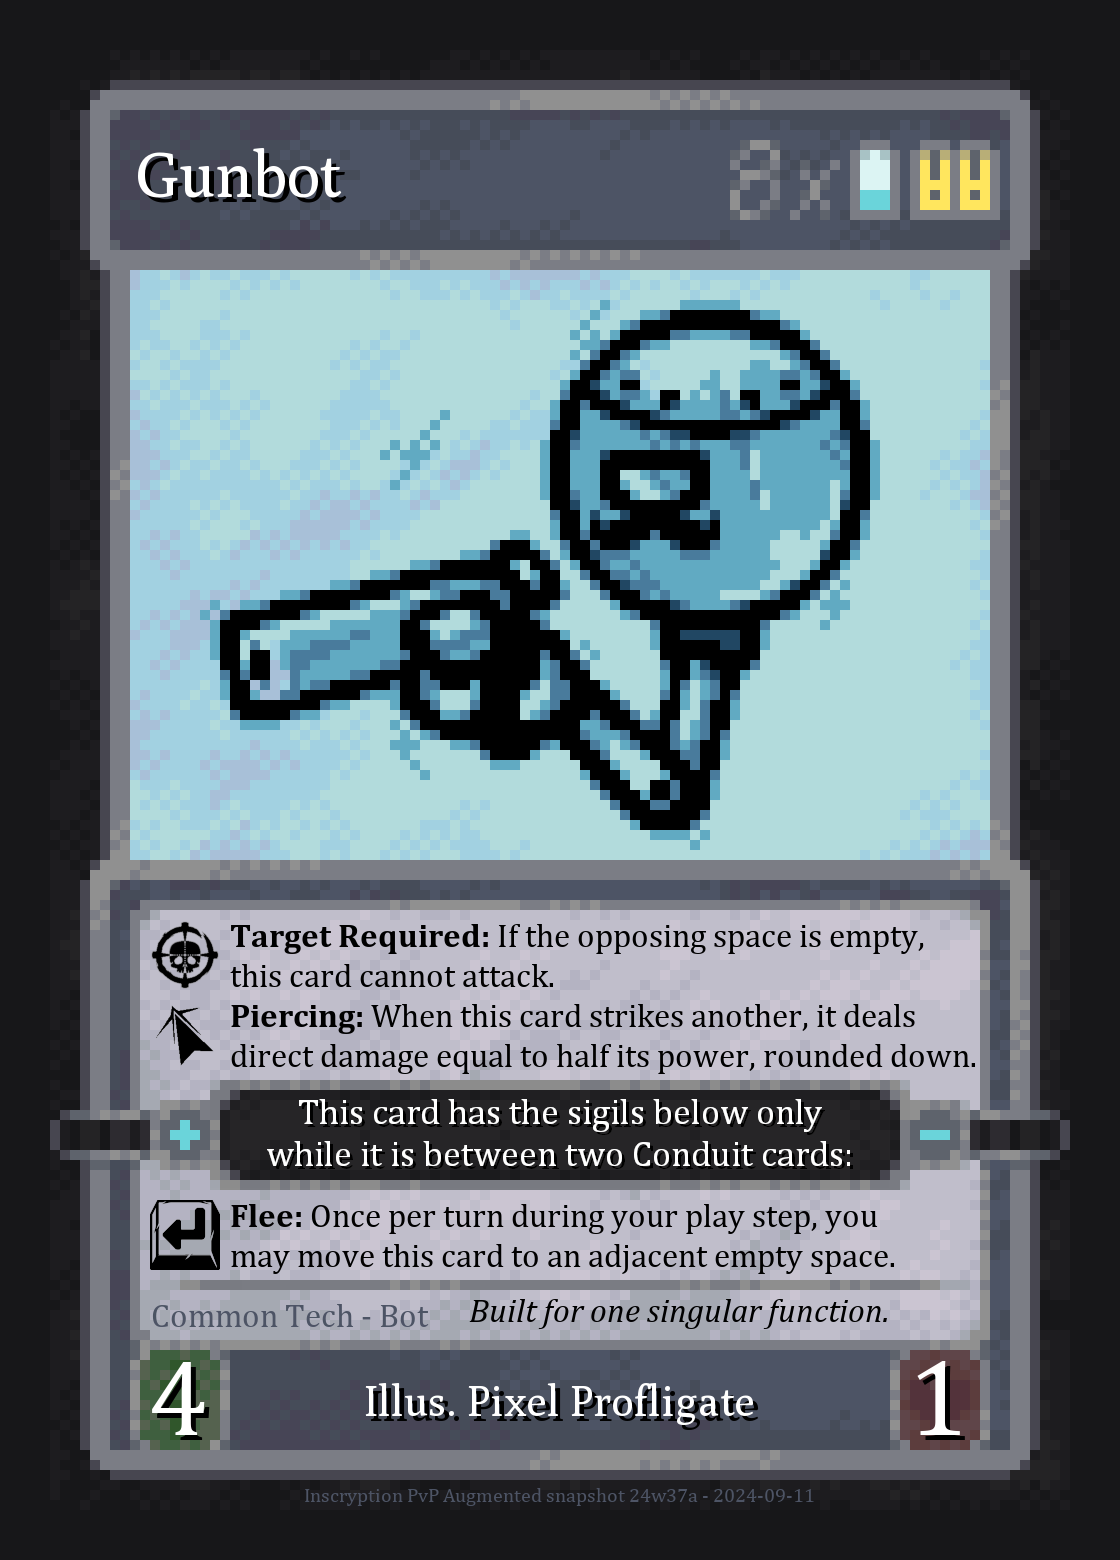 Gunbot 8x
Target Required: If the opposing space is empty,
this card cannot attack.
Piercing: When this card strikes another, it deals
direct damage equal to half its power, rounded down.
This card has the sigils below only
while it is between two Conduit cards:
Flee: Once per turn during your play step, you
may move this card to an adjacent empty space.
Common Tech - Bot Built for one singular function.
4 Illus. Pixel Profligate 1
Inscryption PvP Augmented snapshot 24w37a - 2024-09-11